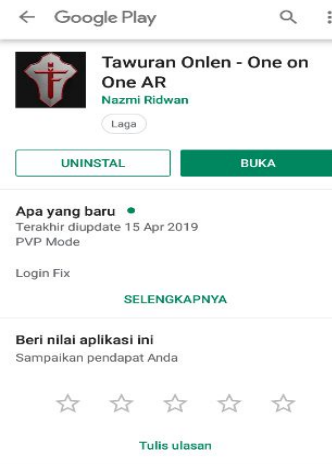 Google Play
Tawuran Onlen - One on
One AR
Nazmi Ridwan
Laga
UNINSTAL
BUKA
Apa yang baru
Terakhir diupdate 15 Apr 2019
PVP Mode
Login Fix
SELENGKAPNYA
Beri nilai aplikasi ini
Sampaikan pendapat Anda
Tulis ulasan